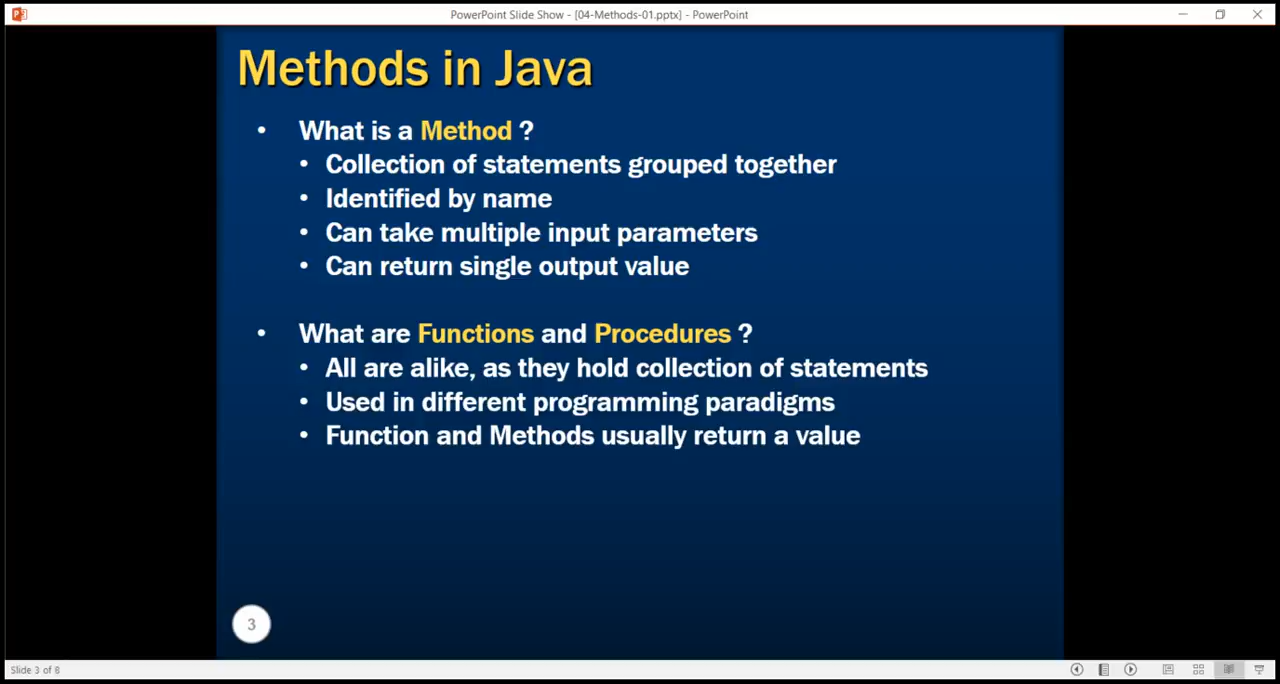 PowerPoint Slide Show - [04-Methods-01.pptx] - PowerPoint
Methods in Java
• What is a Method ?
• Collection of statements grouped together
• Identified by name
• Can take multiple input parameters
• Can return single output value
• What are Functions and Procedures ?
• All are alike, as they hold collection of statements
• Used in different programming paradigms
• Function and Methods usually return a value
3
Slide 3 of 8